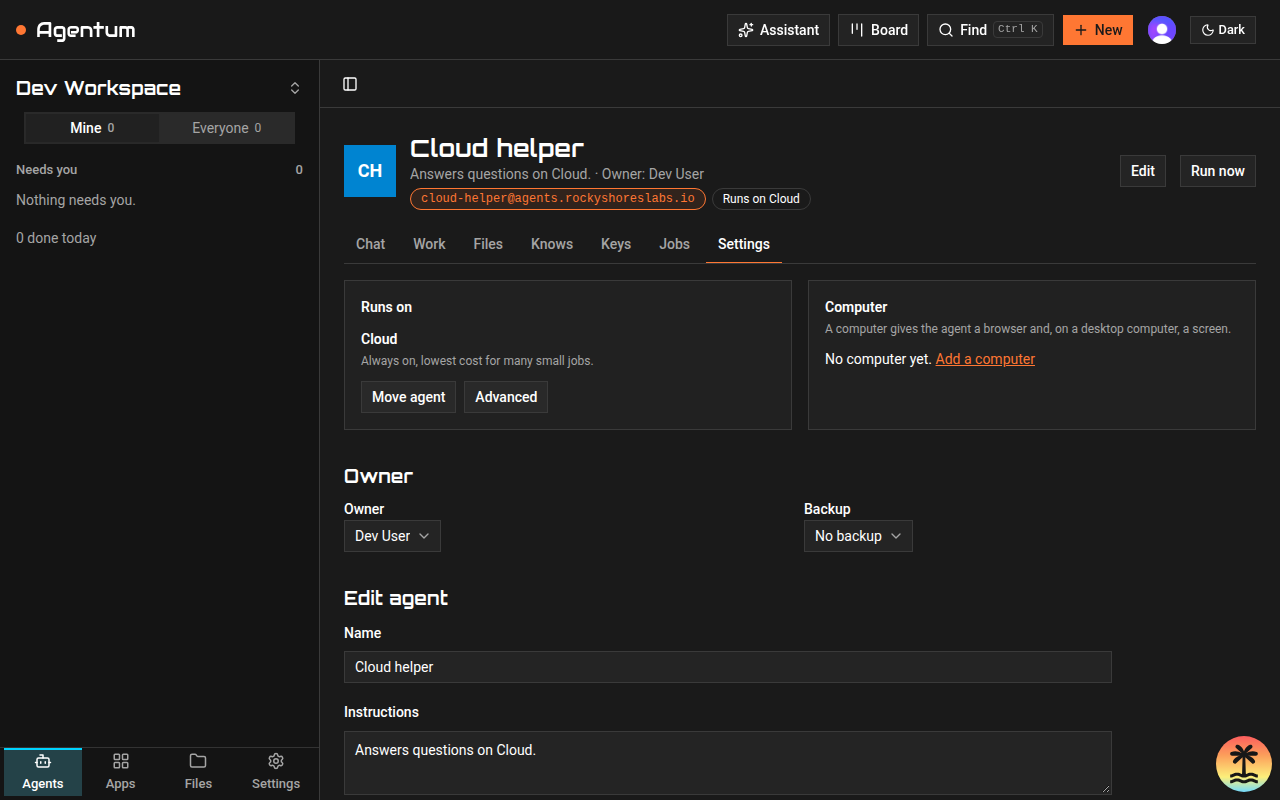 Agentum
Assistant
Board
Find Ctrl K
New
Dark
Dev Workspace
Mine 0
Everyone 0
Needs you 0
Nothing needs you.
0 done today
CH
Cloud helper
Answers questions on Cloud. · Owner: Dev User
cloud-helper@agents.rockyshoreslabs.io
Runs on Cloud
Edit
Run now
Chat
Work
Files
Knows
Keys
Jobs
Settings
Runs on
Cloud
Always on, lowest cost for many small jobs.
Move agent
Advanced
Computer
A computer gives the agent a browser and, on a desktop computer, a screen.
No computer yet. Add a computer
Owner
Owner
Dev User
Backup
No backup
Edit agent
Name
Cloud helper
Instructions
Answers questions on Cloud.
Agents
Apps
Files
Settings